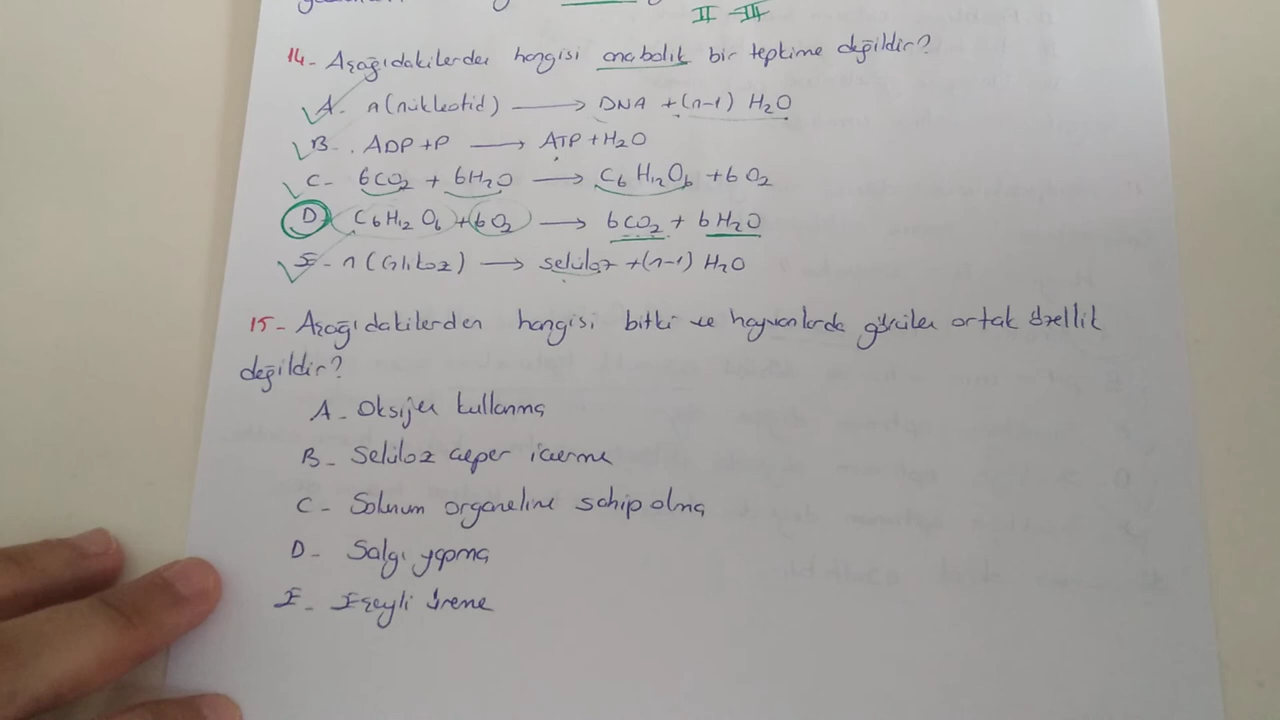 II - III
14- Aşağıdakilerden hangisi anabolik bir tepkime değildir?
A- n(nükleotid) → DNA + (n-1) H₂O
B- . ADP + P → ATP + H₂O
C- 6CO₂ + 6H₂O → C₆H₁₂O₆ + 6O₂
D C₆H₁₂O₆ + 6O₂ → 6CO₂ + 6H₂O
E- n (Glikoz) → selüloz + (n-1) H₂O
15- Aşağıdakilerden hangisi bitki ve hayvanlarda görülen ortak özellik
değildir?
A- Oksijen kullanma
B- Selüloz çeper içerme
C- Solunum organeline sahip olma
D- Salgı yapma
E- Eşeyli üreme